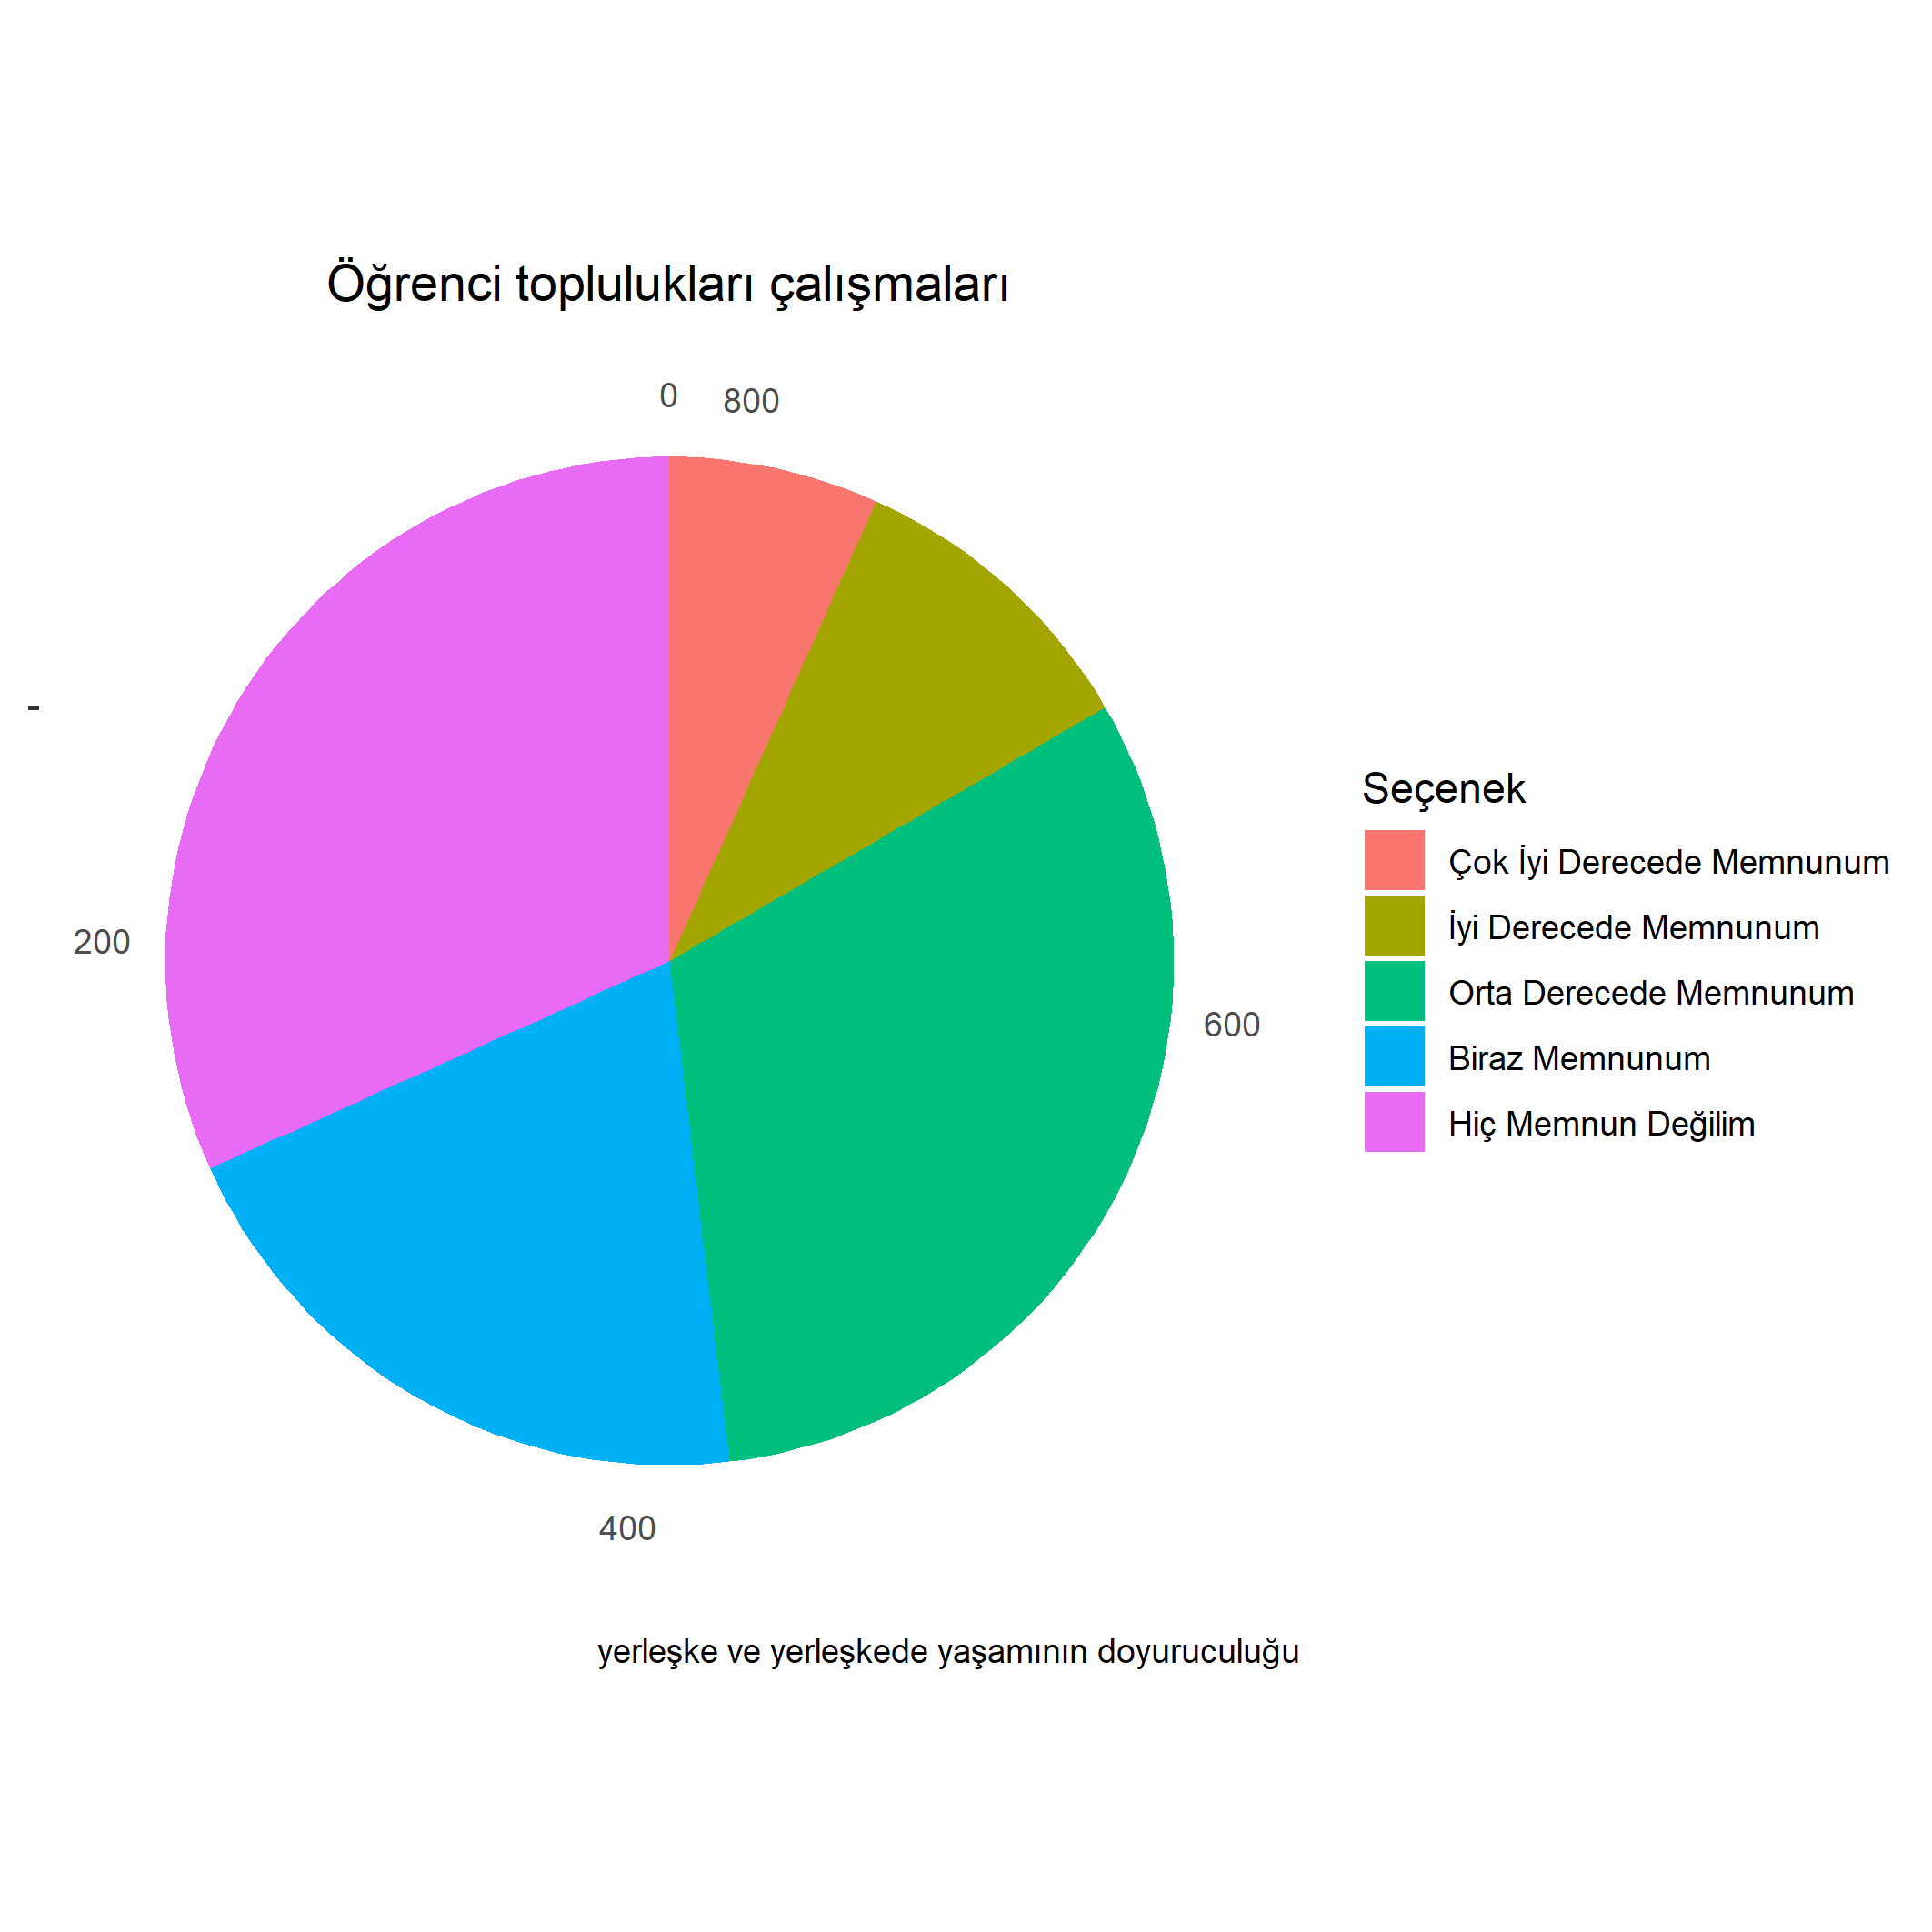 Öğrenci toplulukları çalışmaları
0
800
-
200
600
400
Seçenek
Çok İyi Derecede Memnunum
İyi Derecede Memnunum
Orta Derecede Memnunum
Biraz Memnunum
Hiç Memnun Değilim
yerleşke ve yerleşkede yaşamının doyuruculuğu